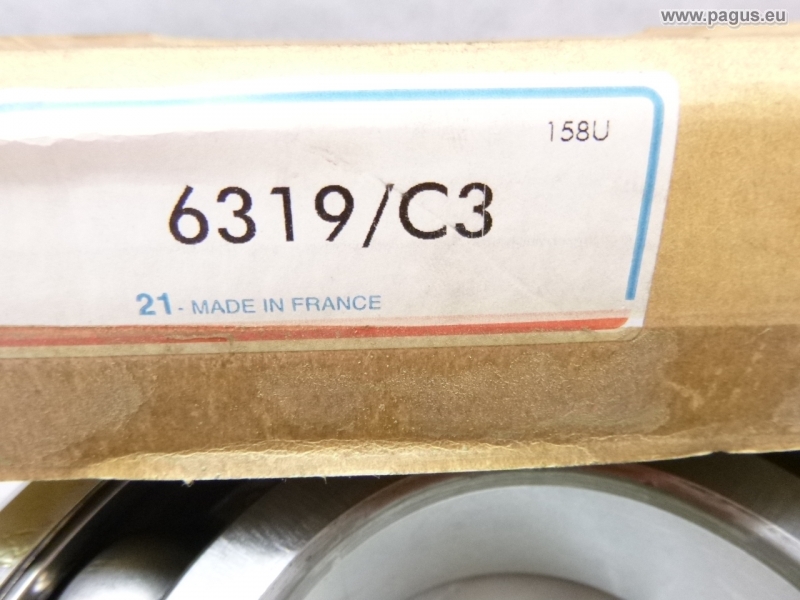 www.pagus.eu
158U
6319/C3
21 - MADE IN FRANCE